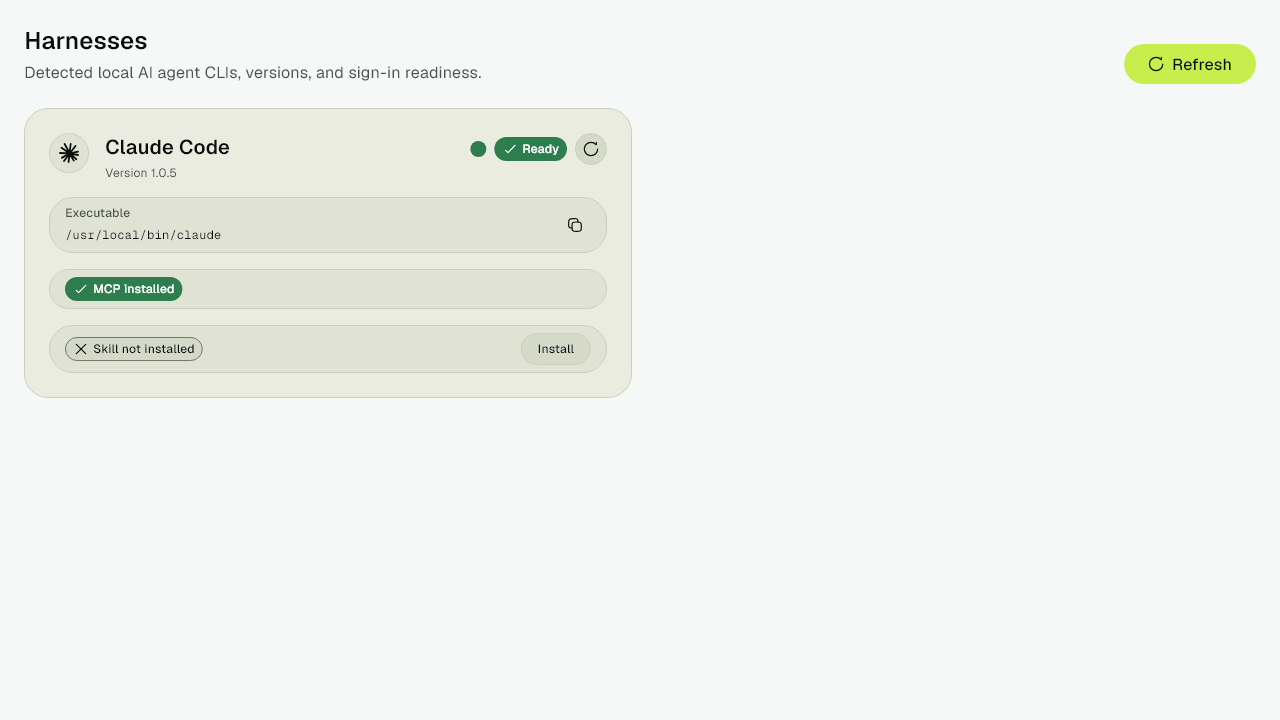 Harnesses
Detected local AI agent CLIs, versions, and sign-in readiness.
Refresh
Claude Code
Version 1.0.5
Ready
Executable
/usr/local/bin/claude
MCP installed
Skill not installed
Install